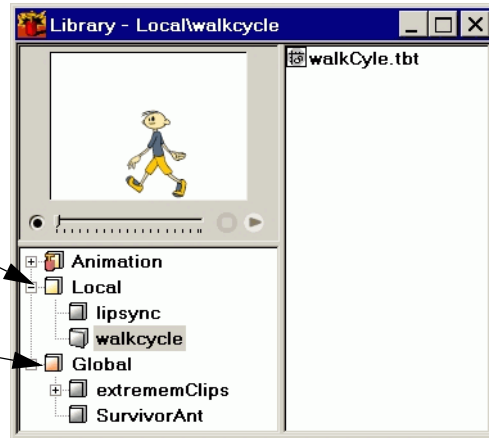 Library - Local\walkcycle
walkCyle.tbt
Animation
Local
lipsync
walkcycle
Global
extrememClips
SurvivorAnt